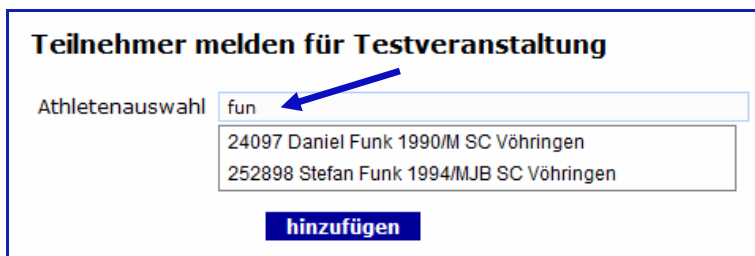 Teilnehmer melden für Testveranstaltung
Athletenauswahl fun
24097 Daniel Funk 1990/M SC Vöhringen
252898 Stefan Funk 1994/MJB SC Vöhringen
hinzufügen